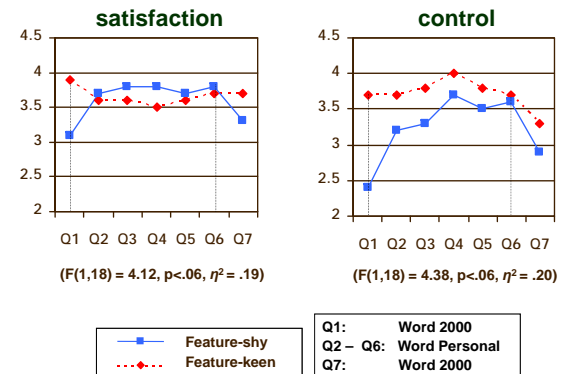 satisfaction
4.5
4
3.5
3
2.5
2
Q1 Q2 Q3 Q4 Q5 Q6 Q7
(F(1,18) = 4.12, p<.06, η² = .19)
control
4.5
4
3.5
3
2.5
2
Q1 Q2 Q3 Q4 Q5 Q6 Q7
(F(1,18) = 4.38, p<.06, η² = .20)
Feature-shy
Feature-keen
Q1: Word 2000
Q2 – Q6: Word Personal
Q7: Word 2000